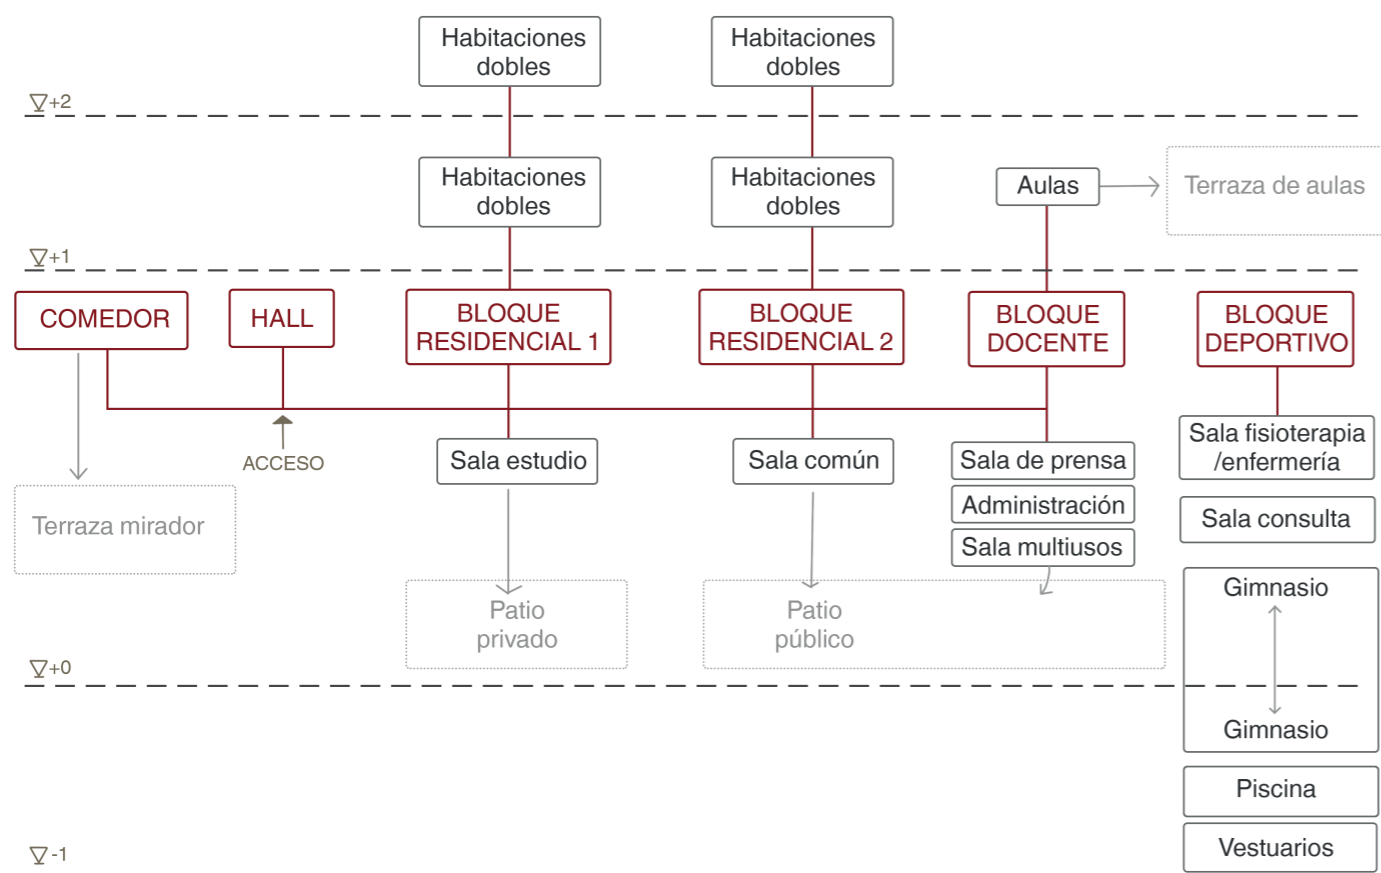 Habitaciones
dobles
Habitaciones
dobles
+2
Habitaciones
dobles
Habitaciones
dobles
Aulas
Terraza de aulas
+1
COMEDOR
HALL
BLOQUE
RESIDENCIAL 1
BLOQUE
RESIDENCIAL 2
BLOQUE
DOCENTE
BLOQUE
DEPORTIVO
ACCESO
Sala estudio
Sala común
Sala de prensa
Administración
Sala multiusos
Sala fisioterapia
/enfermería
Sala consulta
Terraza mirador
Patio
privado
Patio
público
Gimnasio
+0
Gimnasio
Piscina
Vestuarios
-1